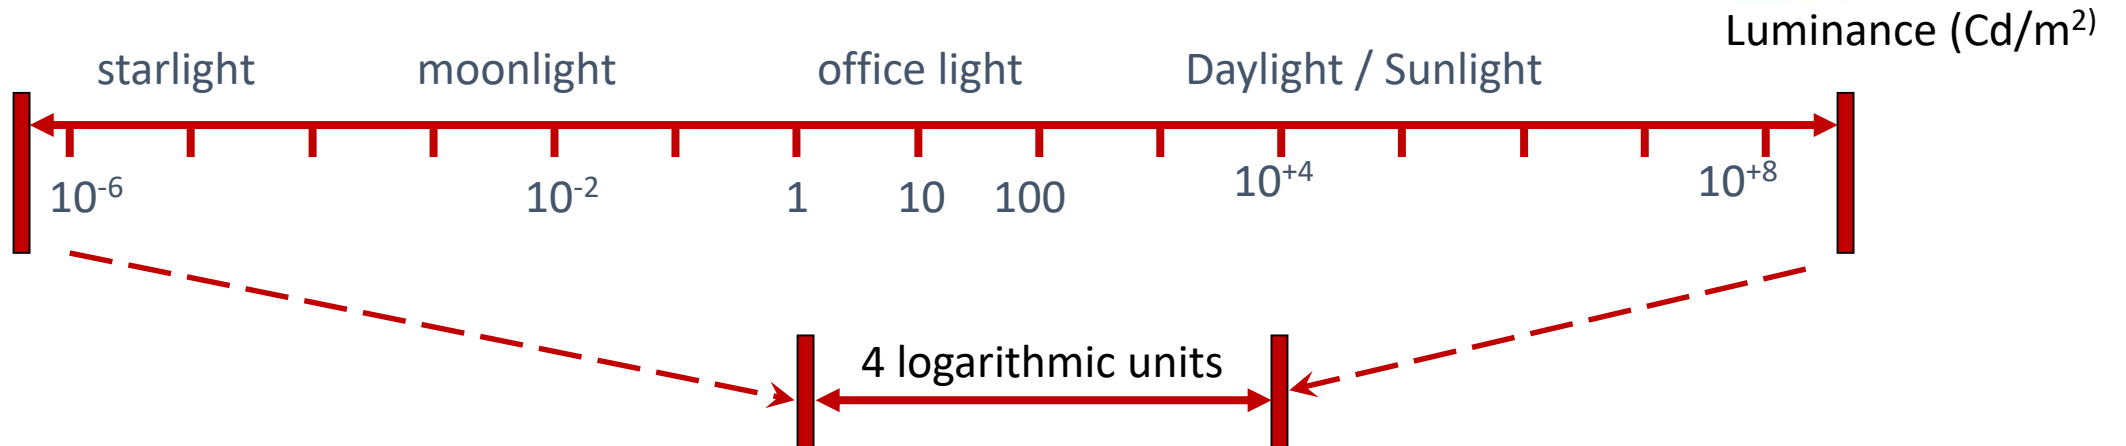 Luminance (Cd/m²)
starlight moonlight office light Daylight / Sunlight
10⁻⁶ 10⁻² 1 10 100 10⁺⁴ 10⁺⁸
4 logarithmic units